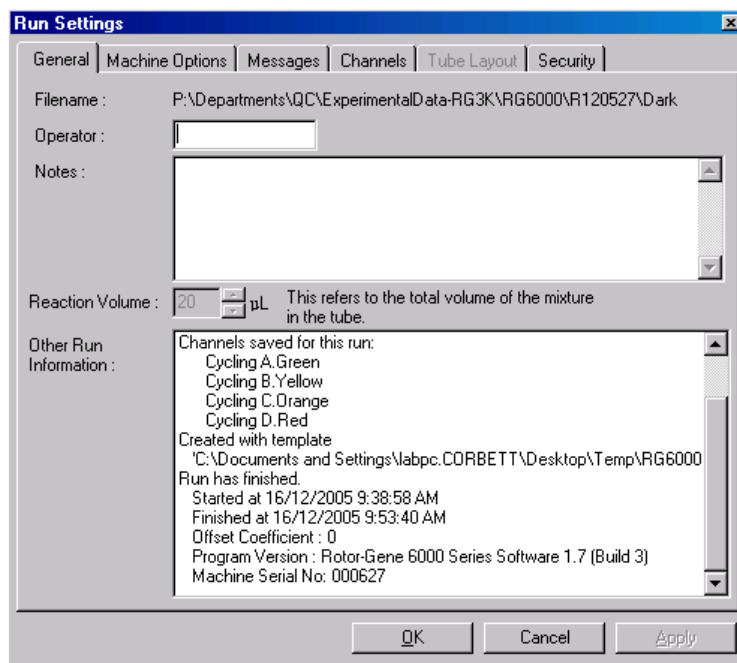 Run Settings
General Machine Options Messages Channels Tube Layout Security
Filename : P:\Departments\QC\ExperimentalData-RG3K\RG6000\R120527\Dark
Operator :
Notes :
Reaction Volume : 20 µL This refers to the total volume of the mixture
in the tube.
Other Run
Information :
Channels saved for this run:
Cycling A.Green
Cycling B.Yellow
Cycling C.Orange
Cycling D.Red
Created with template
'C:\Documents and Settings\labpc.CORBETT\Desktop\Temp\RG6000
Run has finished.
Started at 16/12/2005 9:38:58 AM
Finished at 16/12/2005 9:53:40 AM
Offset Coefficient : 0
Program Version : Rotor-Gene 6000 Series Software 1.7 (Build 3)
Machine Serial No: 000627
OK Cancel Apply